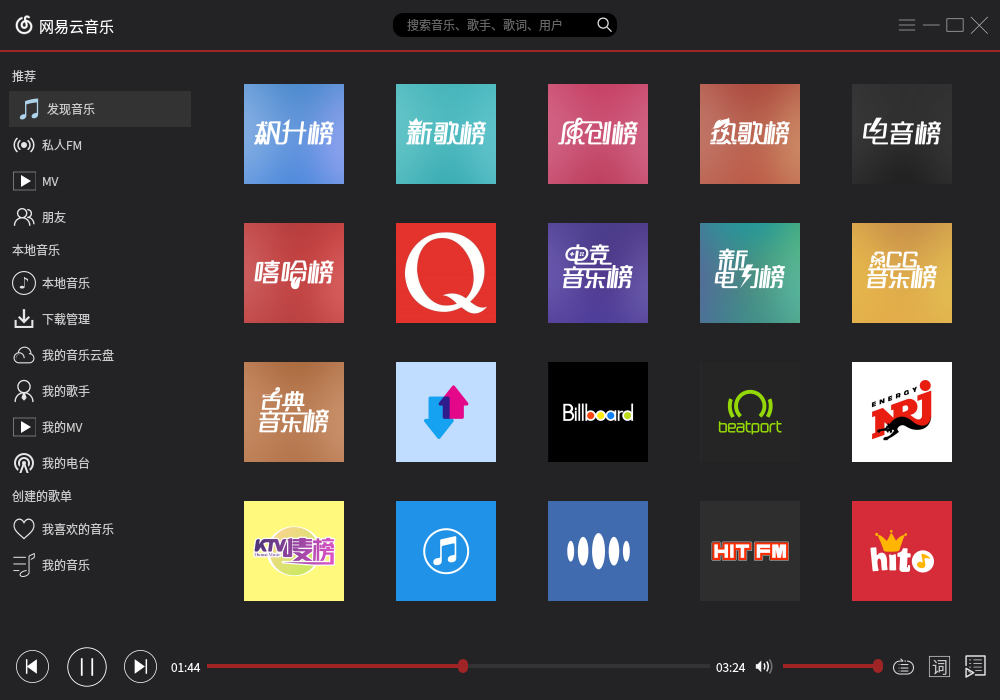 网易云音乐
搜索音乐、歌手、歌词、用户
推荐
发现音乐
私人FM
MV
朋友
本地音乐
本地音乐
下载管理
我的音乐云盘
我的歌手
我的MV
我的电台
创建的歌单
我喜欢的音乐
我的音乐
飙升榜
新歌榜
原创榜
热歌榜
电音榜
嘻哈榜
Q
电竞
音乐榜
新
电力榜
ACG
音乐榜
古典
音乐榜
Billboard
beatport
ENERGY
NRJ
KTV唛榜
HIT FM
hito
01:44
03:24
词